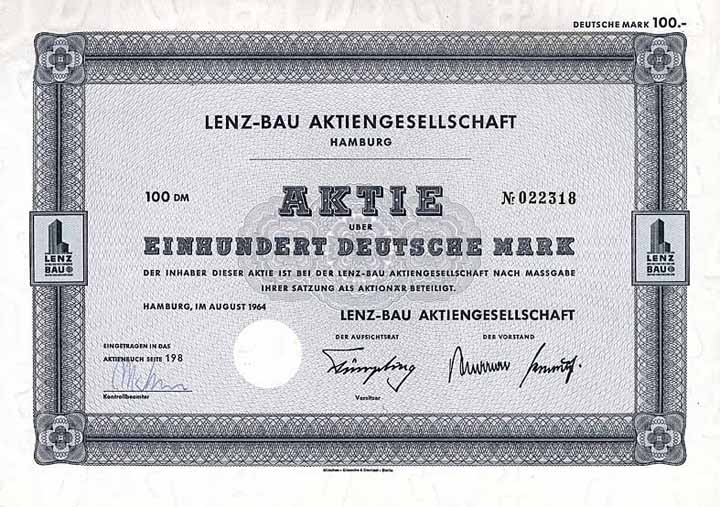 DEUTSCHE MARK 100.-
LENZ-BAU AKTIENGESELLSCHAFT
HAMBURG
100 DM
AKTIE
Nr. 022318
ÜBER
EINHUNDERT DEUTSCHE MARK
LENZ
BAU
LENZ
BAU
DER INHABER DIESER AKTIE IST BEI DER LENZ-BAU AKTIENGESELLSCHAFT NACH MASSGABE
IHRER SATZUNG ALS AKTIONÄR BETEILIGT.
HAMBURG, IM AUGUST 1964
LENZ-BAU AKTIENGESELLSCHAFT
DER AUFSICHTSRAT
DER VORSTAND
EINGETRAGEN IN DAS
AKTIENBUCH SEITE 198
Kontrollbeamter
Vorsitzer